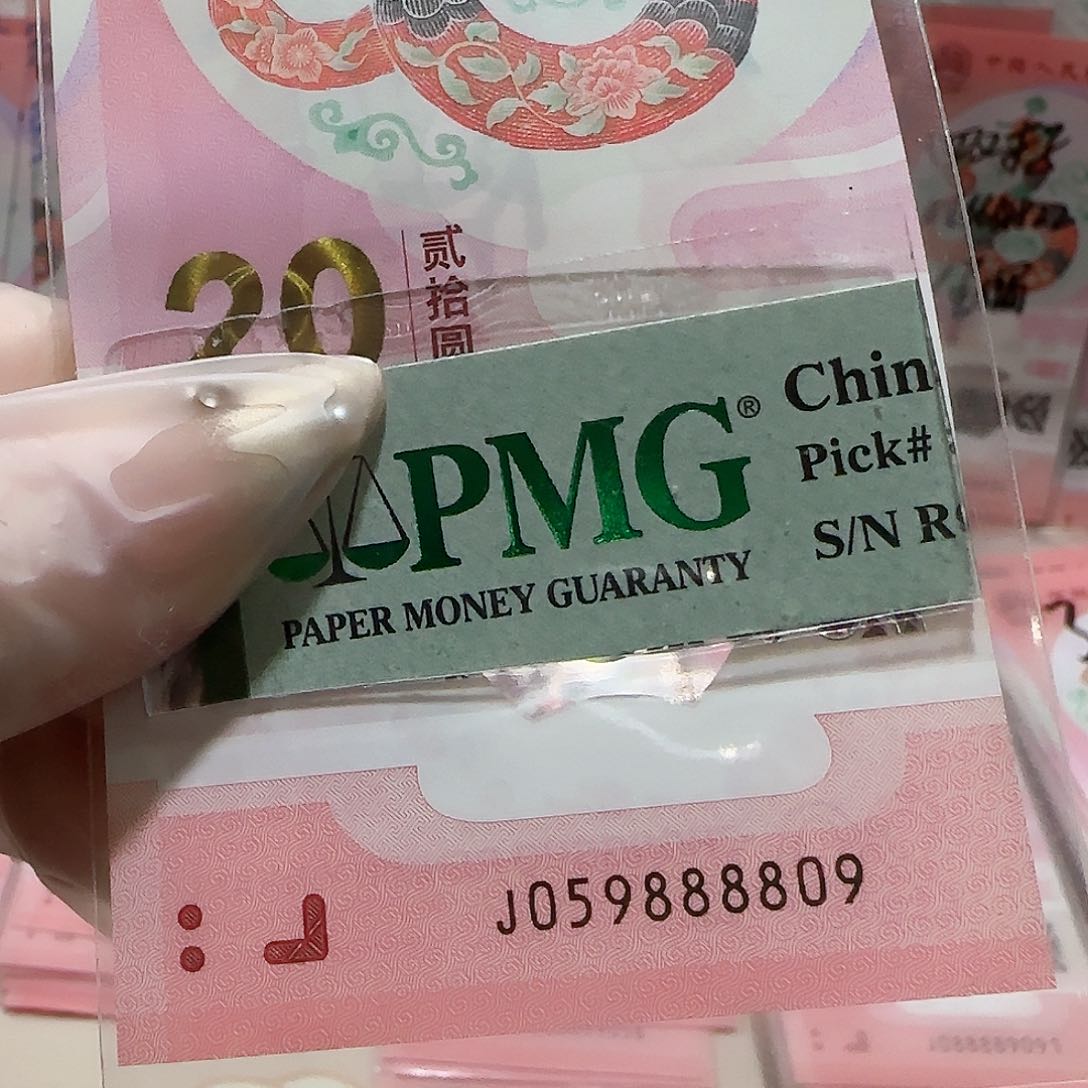 20
贰拾圆
PMG®
PAPER MONEY GUARANTY
Chin
Pick#
S/N R
J059888809